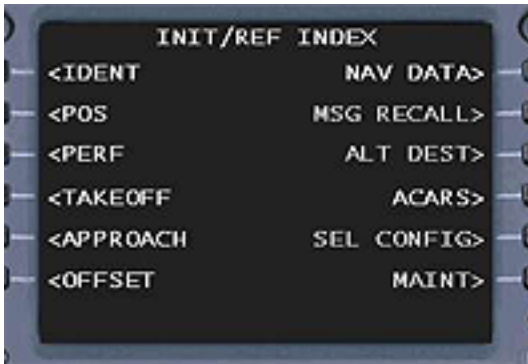 INIT/REF INDEX
<IDENT NAV DATA>
<POS MSG RECALL>
<PERF ALT DEST>
<TAKEOFF ACARS>
<APPROACH SEL CONFIG>
<OFFSET MAINT>